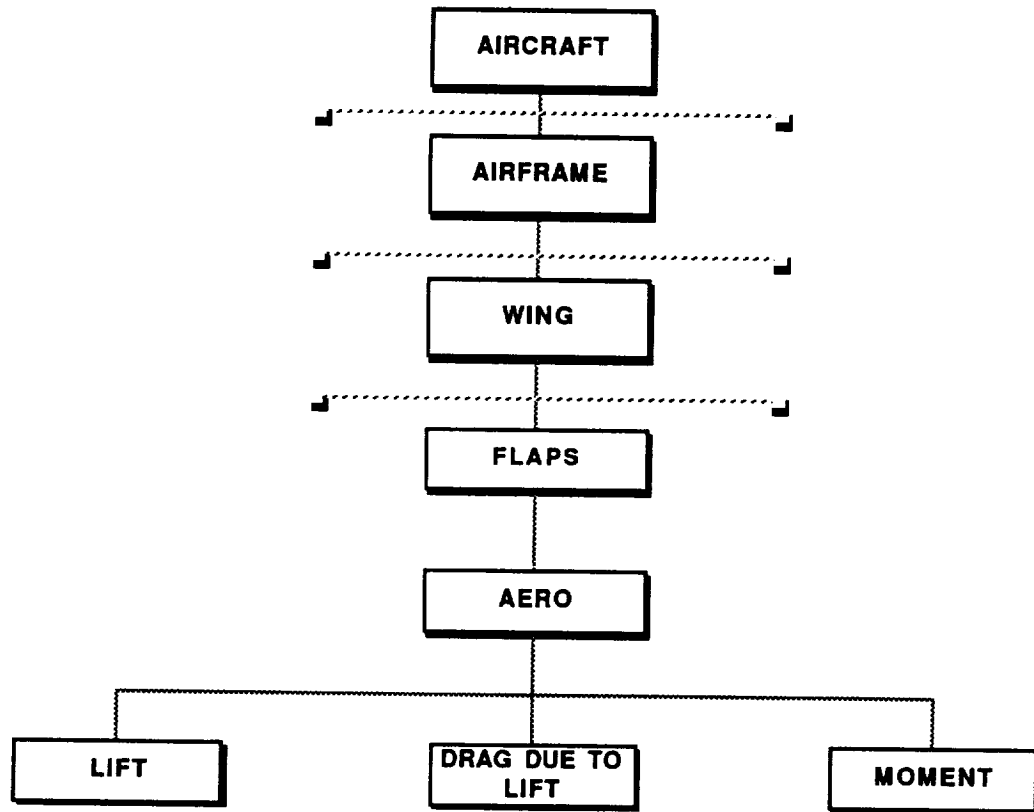 AIRCRAFT
AIRFRAME
WING
FLAPS
AERO
LIFT
DRAG DUE TO
LIFT
MOMENT